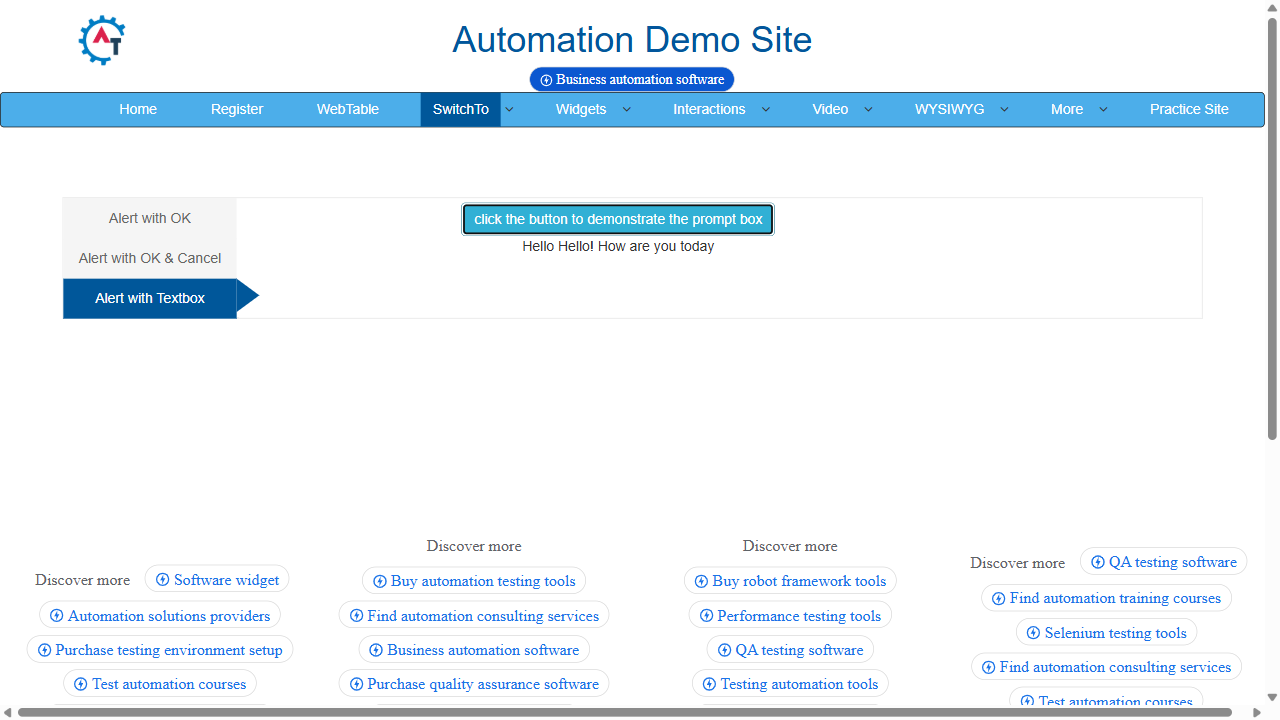 AT
Automation Demo Site
Business automation software
Home Register WebTable SwitchTo Widgets Interactions Video WYSIWYG More Practice Site
Alert with OK
Alert with OK & Cancel
Alert with Textbox
click the button to demonstrate the prompt box
Hello Hello! How are you today
Discover more Software widget
Automation solutions providers
Purchase testing environment setup
Test automation courses
Discover more
Buy automation testing tools
Find automation consulting services
Business automation software
Purchase quality assurance software
Discover more
Buy robot framework tools
Performance testing tools
QA testing software
Testing automation tools
Discover more QA testing software
Find automation training courses
Selenium testing tools
Find automation consulting services
Test automation courses